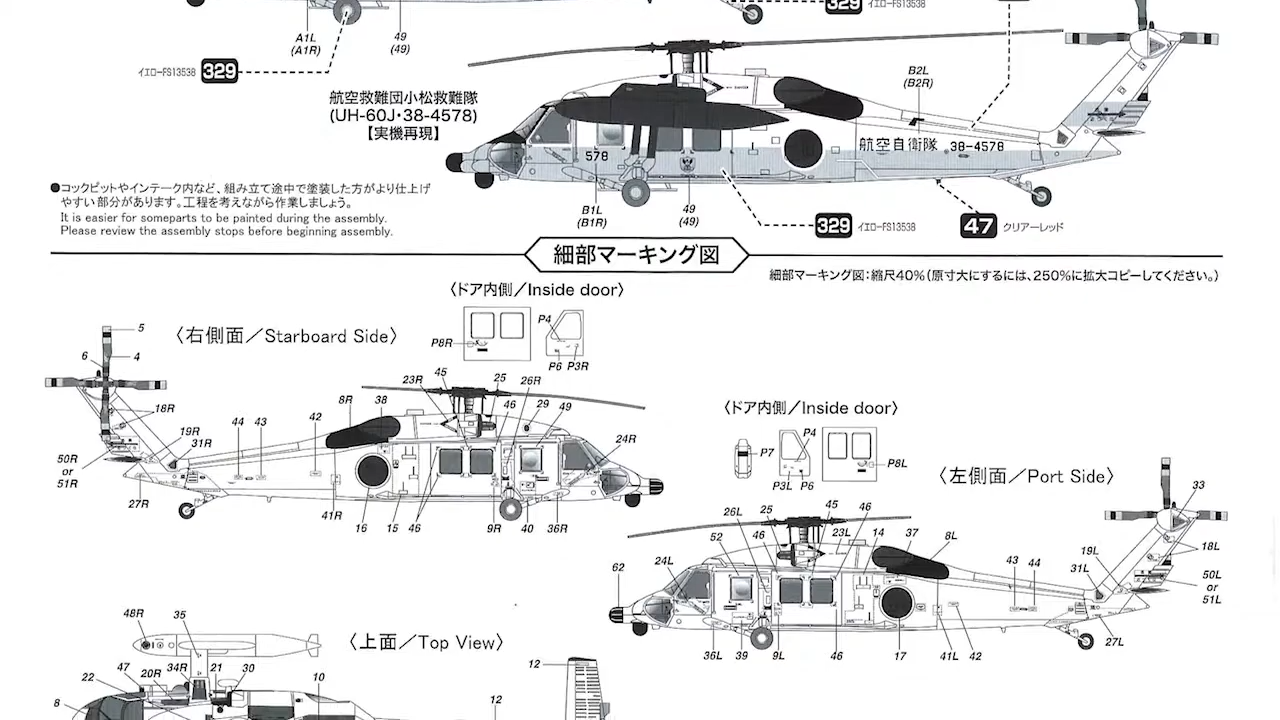 329 イエローFS13538
A1L
(A1R)
49
(49)
イエローFS13538 329
航空救難団小松救難隊
(UH-60J・38-4578)
【実機再現】
B2L
(B2R)
航空自衛隊 38-4578
578
B1L
(B1R)
49
(49)
329 イエローFS13538
47 クリアーレッド
●コックピットやインテーク内など、組み立て途中で塗装した方がより仕上げ
やすい部分があります。工程を考えながら作業しましょう。
It is easier for someparts to be painted during the assembly.
Please review the assembly stops before beginning assembly.
細部マーキング図
細部マーキング図：縮尺40%（原寸大にするには、250%に拡大コピーしてください。）
〈ドア内側／Inside door〉
P8R
P4
P6 P3R
〈右側面／Starboard Side〉
5
6 4
18R
19R
31R
50R
or
51R
27R
44 43 42 8R 38 23R 45 25 26R 46 29 49 24R
41R 16 15 46 9R 40 36R
〈ドア内側／Inside door〉
P7
P4
P3L P6
P8L
〈左側面／Port Side〉
33
62 24L 52 26L 46 25 45 23L 46 14 37 8L 43 44 31L 19L 18L
50L
or
51L
27L
36L 39 9L 46 17 41L 42
〈上面／Top View〉
48R 35
47 20R 34R 21 30
22
8
10
12
12